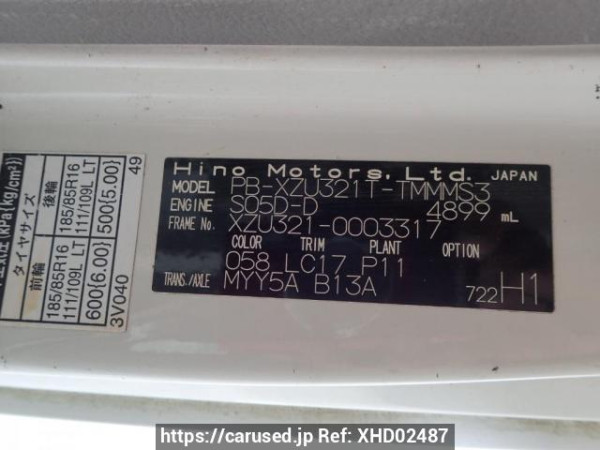 Hino Motors, Ltd. JAPAN
MODEL PB-XZU321T-TMMMS3
ENGINE S05D-D 4899 mL
FRAME No. XZU321-0003317
COLOR TRIM PLANT OPTION
058 LC17 P11
TRANS./AXLE MYY5A B13A
722 H1
kPa(kg/cm²)
タイヤサイズ
前輪 後輪
185/85R16 185/85R16
111/109L LT 111/109L LT
600(6.00) 500(5.00)
3V040 49
https://carused.jp Ref: XHD02487